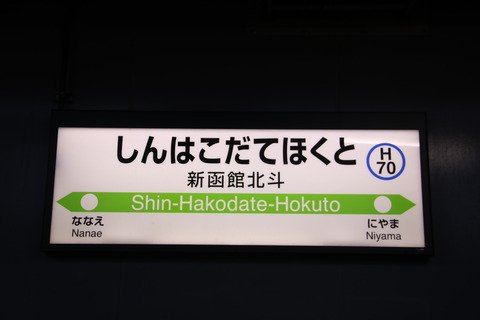 しんはこだてほくと
H
70
新函館北斗
Shin-Hakodate-Hokuto
ななえ
Nanae
にやま
Niyama